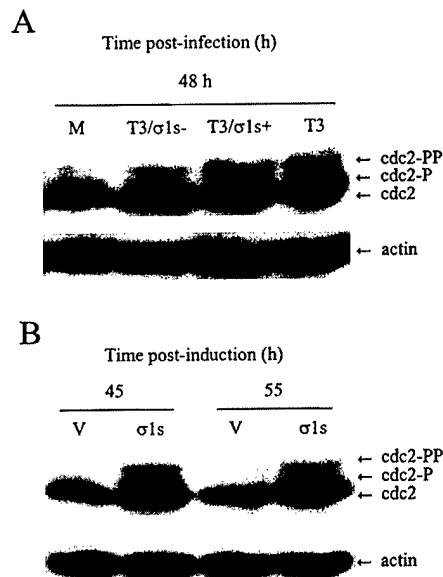 A
Time post-infection (h)
48 h
M T3/σ1s- T3/σ1s+ T3
← cdc2-PP
← cdc2-P
← cdc2
← actin
B
Time post-induction (h)
45 55
V σ1s V σ1s
← cdc2-PP
← cdc2-P
← cdc2
← actin